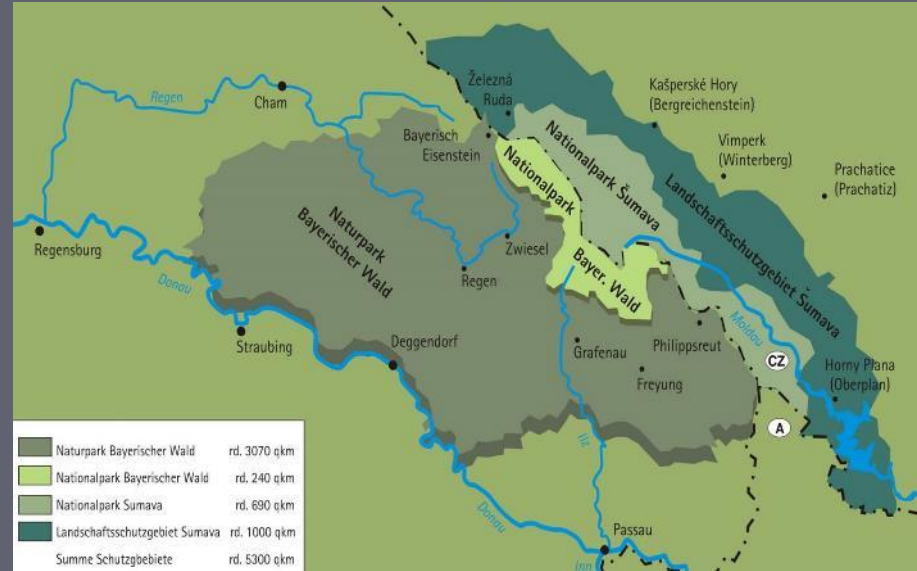 Regen
Cham
Železná
Ruda
Kašperské Hory
(Bergreichenstein)
Bayerisch
Eisenstein
Vimperk
(Winterberg)
Prachatice
(Prachatiz)
Nationalpark
Nationalpark Šumava
Landschaftsschutzgebiet Šumava
Naturpark
Bayerischer Wald
Regensburg
Donau
Zwiesel
Regen
Bayer. Wald
Moldau
Straubing
Deggendorf
Grafenau
Philippsreut
Freyung
CZ
Horny Plana
(Oberplan)
A
Ilz
Donau
Passau
Inn
Naturpark Bayerischer Wald rd. 3070 qkm
Nationalpark Bayerischer Wald rd. 240 qkm
Nationalpark Sumava rd. 690 qkm
Landschaftsschutzgebiet Sumava rd. 1000 qkm
Summe Schutzgbebiete rd. 5300 qkm